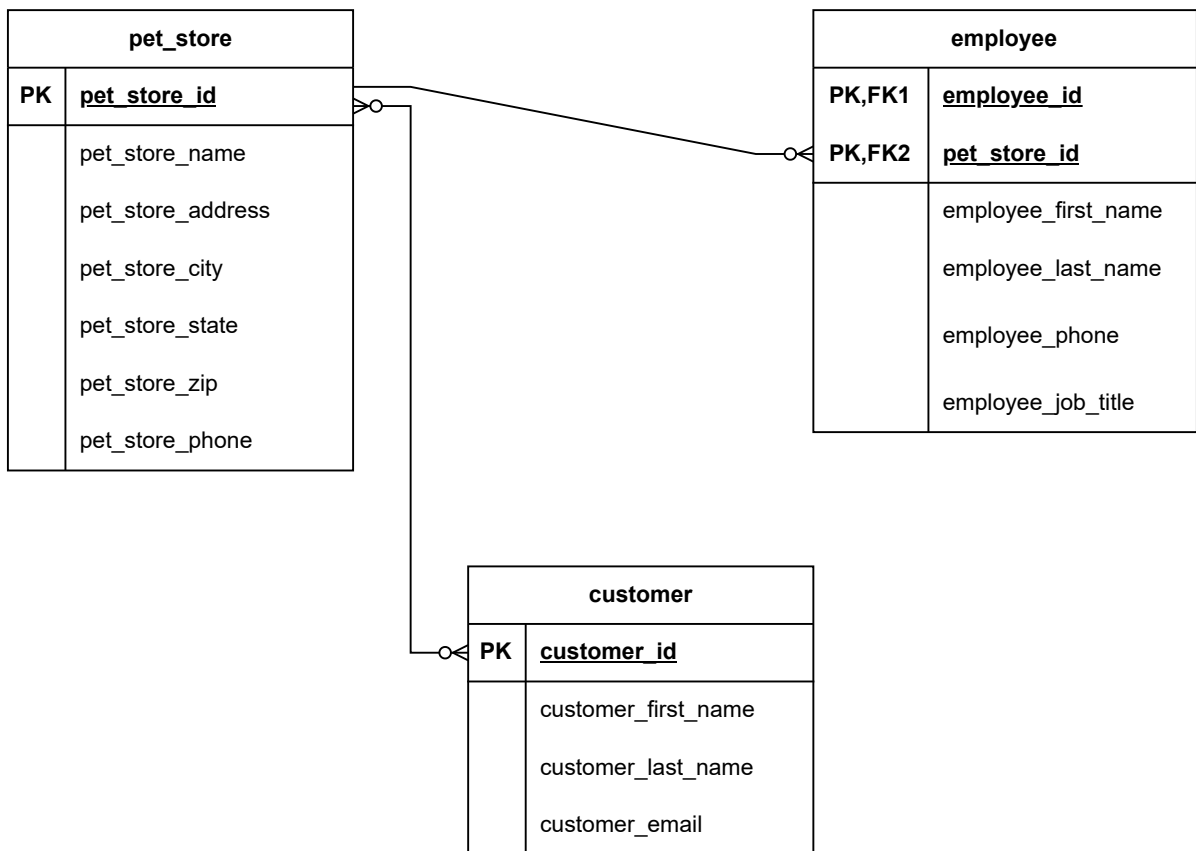 pet_store
PK pet_store_id
pet_store_name
pet_store_address
pet_store_city
pet_store_state
pet_store_zip
pet_store_phone
employee
PK,FK1 employee_id
PK,FK2 pet_store_id
employee_first_name
employee_last_name
employee_phone
employee_job_title
customer
PK customer_id
customer_first_name
customer_last_name
customer_email